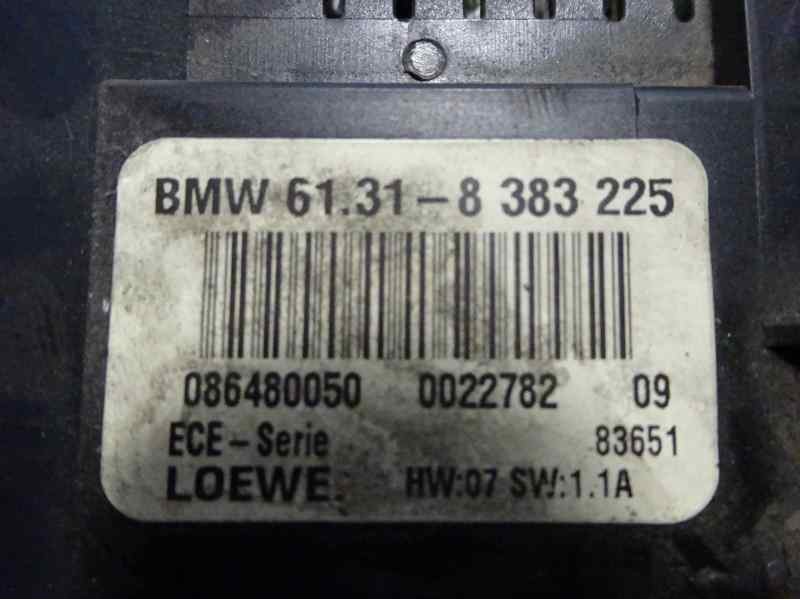 BMW 61.31-8 383 225
086480050 0022782 09
ECE-Serie 83651
LOEWE. HW:07 SW:1.1A